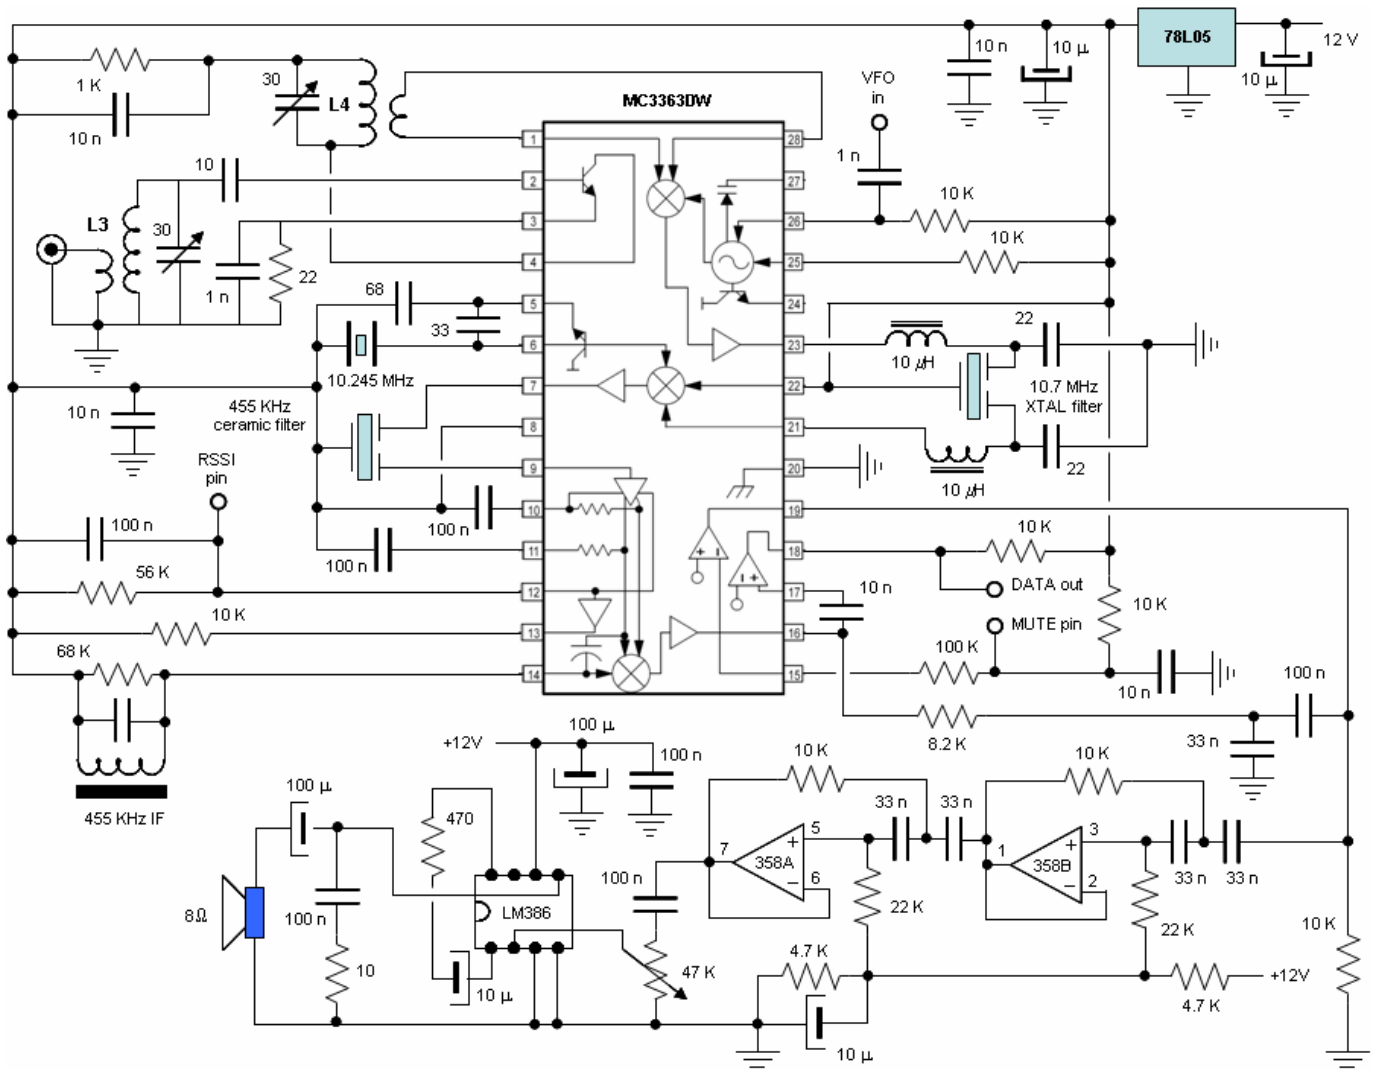 78L05
12 V
10 n
10 µ
10 µ
1 K
10 n
30
L4
MC3363DW
VFO
in
1 n
10 K
10 K
10
L3
30
1 n
22
68
33
10.245 MHz
455 KHz
ceramic filter
10 n
RSSI
pin
100 n
56 K
10 K
68 K
455 KHz IF
100 n
100 n
1
2
3
4
5
6
7
8
9
10
11
12
13
14
28
27
26
25
24
23
22
21
20
19
18
17
16
15
+ −
− +
22
10 µH
10.7 MHz
XTAL filter
10 µH
22
10 K
DATA out
10 K
MUTE pin
10 n
100 K
10 n
100 n
8.2 K
33 n
+12V
100 µ
100 n
100 µ
470
8Ω
100 n
10
LM386
10 µ
100 n
47 K
10 K
33 n
33 n
7
358A
+
−
5
6
22 K
4.7 K
10 µ
10 K
1
358B
+
−
3
2
33 n
33 n
22 K
4.7 K
+12V
10 K